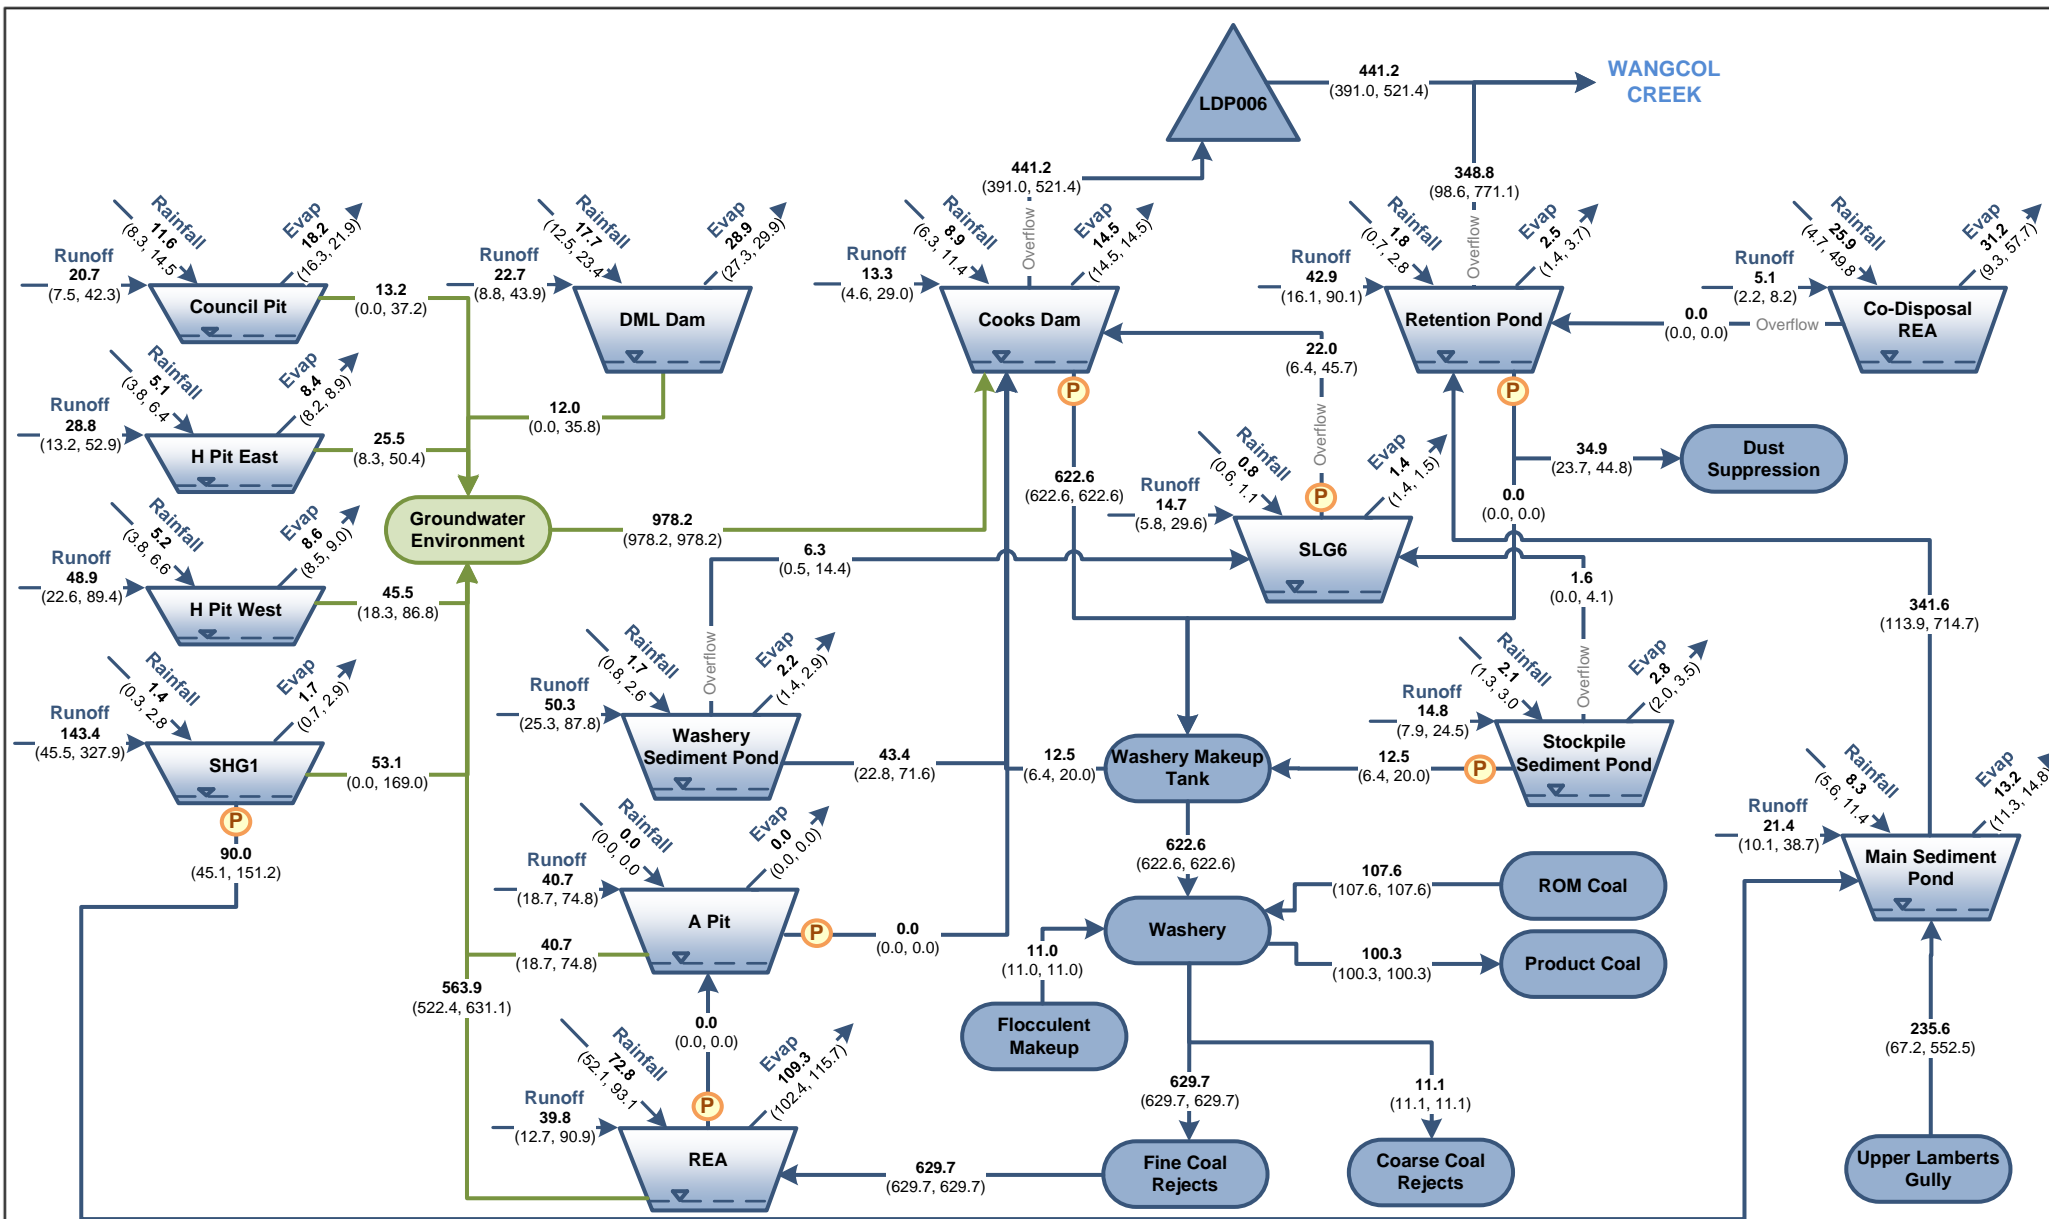 WANGCOL
CREEK
LDP006
441.2
(391.0, 521.4)
441.2
(391.0, 521.4)
Overflow
348.8
(98.6, 771.1)
Overflow
Rainfall
11.6
(8.3, 14.5
Evap
18.2
(16.3, 21.9)
Runoff
20.7
(7.5, 42.3)
Council Pit
13.2
(0.0, 37.2)
Rainfall
17.7
(12.5, 23.4
Evap
28.9
(27.3, 29.9)
Runoff
22.7
(8.8, 43.9)
DML Dam
12.0
(0.0, 35.8)
Rainfall
8.9
(6.3, 11.4
Evap
14.5
(14.5, 14.5)
Runoff
13.3
(4.6, 29.0)
Cooks Dam
P
22.0
(6.4, 45.7)
Overflow
Rainfall
1.8
(0.7, 2.8
Evap
2.5
(1.4, 3.7)
Runoff
42.9
(16.1, 90.1)
Retention Pond
P
0.0
(0.0, 0.0)
Overflow
Rainfall
25.9
(4.7, 49.8
Evap
31.2
(9.3, 57.7)
Runoff
5.1
(2.2, 8.2)
Co-Disposal
REA
Rainfall
5.1
(3.8, 6.4
Evap
8.4
(8.2, 8.9)
Runoff
28.8
(13.2, 52.9)
H Pit East
25.5
(8.3, 50.4)
Groundwater
Environment
978.2
(978.2, 978.2)
622.6
(622.6, 622.6)
Rainfall
0.8
(0.6, 1.1
Evap
1.4
(1.4, 1.5)
Runoff
14.7
(5.8, 29.6)
P
SLG6
34.9
(23.7, 44.8)
Dust
Suppression
0.0
(0.0, 0.0)
Rainfall
5.2
(3.8, 6.6
Evap
8.6
(8.5, 9.0)
Runoff
48.9
(22.6, 89.4)
H Pit West
45.5
(18.3, 86.8)
6.3
(0.5, 14.4)
Overflow
1.6
(0.0, 4.1)
Overflow
341.6
(113.9, 714.7)
Rainfall
1.4
(0.3, 2.8
Evap
1.7
(0.7, 2.9)
Runoff
143.4
(45.5, 327.9)
SHG1
53.1
(0.0, 169.0)
P
90.0
(45.1, 151.2)
Rainfall
1.7
(0.8, 2.6
Evap
2.2
(1.4, 2.9)
Runoff
50.3
(25.3, 87.8)
Washery
Sediment Pond
43.4
(22.8, 71.6)
12.5
(6.4, 20.0)
Washery Makeup
Tank
12.5
(6.4, 20.0)
P
Rainfall
2.1
(1.3, 3.0
Evap
2.8
(2.0, 3.5)
Runoff
14.8
(7.9, 24.5)
Stockpile
Sediment Pond
Rainfall
8.3
(5.6, 11.4
Evap
13.2
(11.3, 14.8)
Runoff
21.4
(10.1, 38.7)
Main Sediment
Pond
Rainfall
0.0
(0.0, 0.0
Evap
0.0
(0.0, 0.0)
Runoff
40.7
(18.7, 74.8)
A Pit
P
0.0
(0.0, 0.0)
40.7
(18.7, 74.8)
622.6
(622.6, 622.6)
Washery
107.6
(107.6, 107.6)
ROM Coal
100.3
(100.3, 100.3)
Product Coal
11.0
(11.0, 11.0)
Flocculent
Makeup
563.9
(522.4, 631.1)
0.0
(0.0, 0.0)
P
Rainfall
72.8
(52.1, 93.1
Evap
109.3
(102.4, 115.7)
Runoff
39.8
(12.7, 90.9)
REA
629.7
(629.7, 629.7)
629.7
(629.7, 629.7)
Fine Coal
Rejects
11.1
(11.1, 11.1)
Coarse Coal
Rejects
235.6
(67.2, 552.5)
Upper Lamberts
Gully